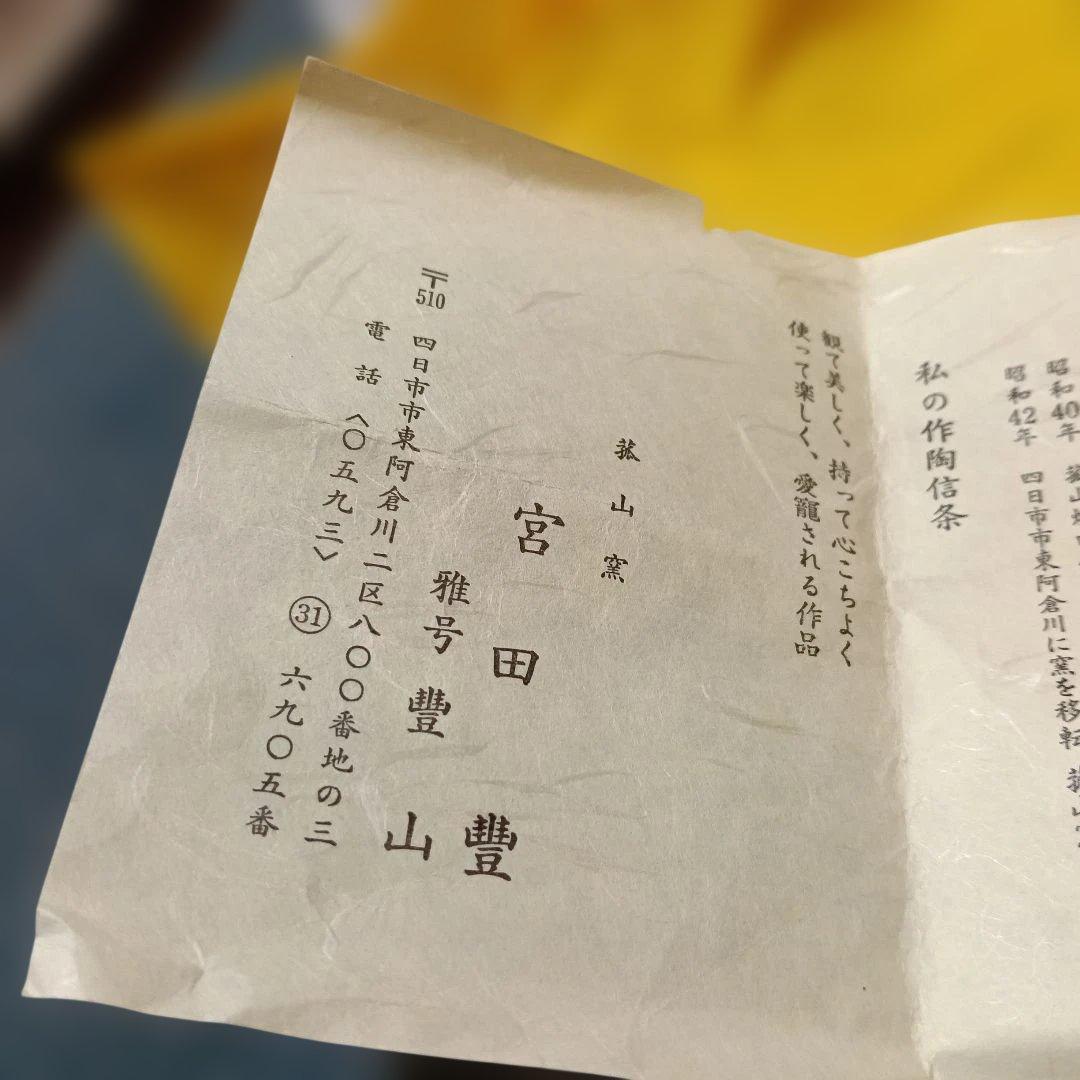 昭和40年
昭和42年 四日市市東阿倉川に窯を移転
私の作陶信条
観て美しく、持って心こちよく
使って楽しく、愛寵される作品
菰山窯
宮田豐
雅号豐山
〒510 四日市市東阿倉川二区八〇〇番地の三
電話〈〇五九三〉㉛六九〇五番